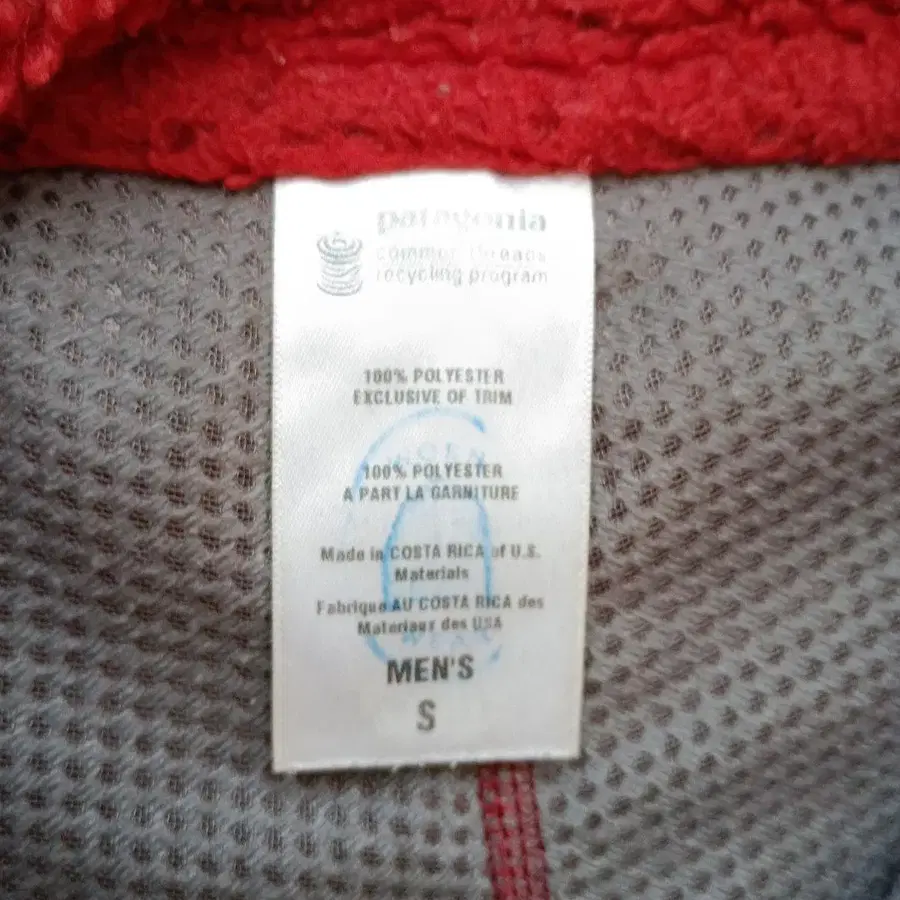 patagonia
common threads
recycling program
100% POLYESTER
EXCLUSIVE OF TRIM
100% POLYESTER
A PART LA GARNITURE
Made in COSTA RICA of U.S.
Materials
Fabrique AU COSTA RICA des
Materiaux des USA
MEN'S
S